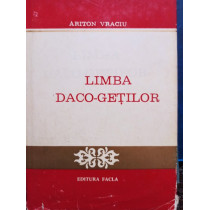 ARITON VRACIU
LIMBA
DACO-GEȚILOR
EDITURA FACLA